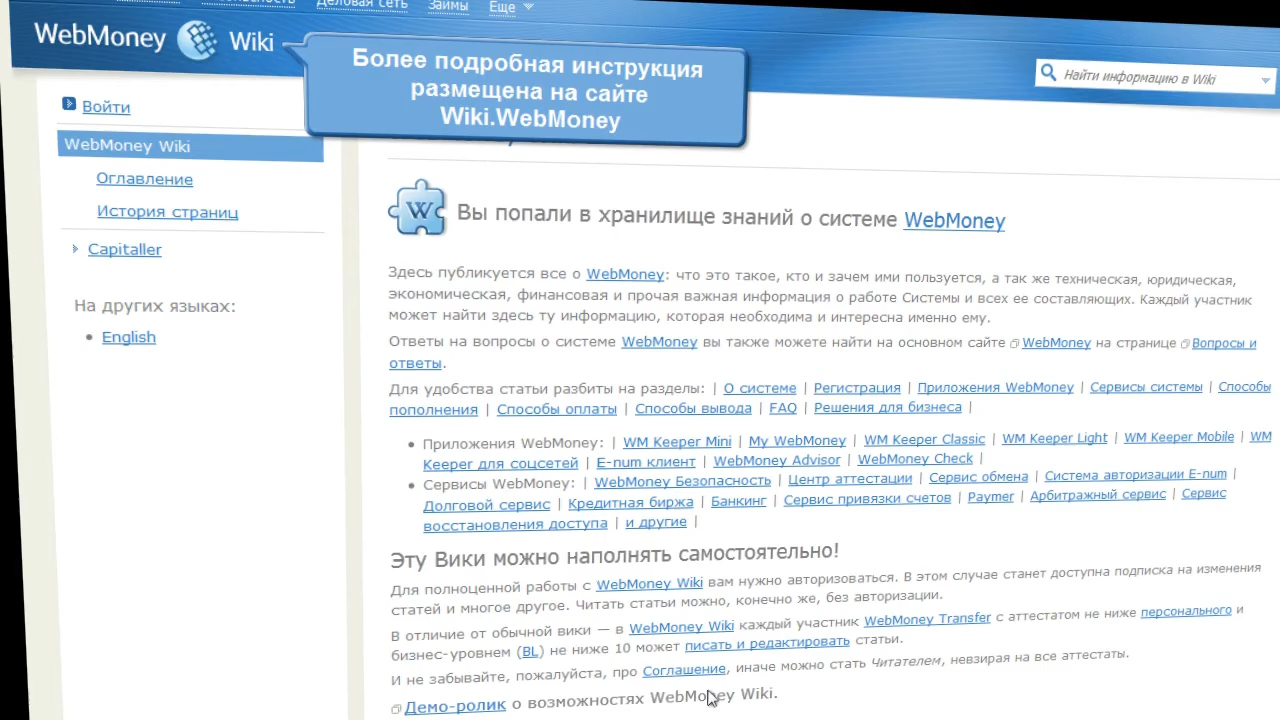 Деловая сеть Займы Еще
WebMoney Wiki
Более подробная инструкция
размещена на сайте
Wiki.WebMoney
Найти информацию в Wiki
Войти
WebMoney Wiki
Оглавление
История страниц
Capitaller
На других языках:
English
W
Вы попали в хранилище знаний о системе WebMoney
Здесь публикуется все о WebMoney: что это такое, кто и зачем ими пользуется, а так же техническая, юридическая,
экономическая, финансовая и прочая важная информация о работе Системы и всех ее составляющих. Каждый участник
может найти здесь ту информацию, которая необходима и интересна именно ему.
Ответы на вопросы о системе WebMoney вы также можете найти на основном сайте WebMoney на странице Вопросы и
ответы.
Для удобства статьи разбиты на разделы: | О системе | Регистрация | Приложения WebMoney | Сервисы системы | Способы
пополнения | Способы оплаты | Способы вывода | FAQ | Решения для бизнеса |
• Приложения WebMoney: | WM Keeper Mini | My WebMoney | WM Keeper Classic | WM Keeper Light | WM Keeper Mobile | WM
Keeper для соцсетей | E-num клиент | WebMoney Advisor | WebMoney Check |
• Сервисы WebMoney: | WebMoney Безопасность | Центр аттестации | Сервис обмена | Система авторизации E-num |
Долговой сервис | Кредитная биржа | Банкинг | Сервис привязки счетов | Paymer | Арбитражный сервис | Сервис
восстановления доступа | и другие |
Эту Вики можно наполнять самостоятельно!
Для полноценной работы с WebMoney Wiki вам нужно авторизоваться. В этом случае станет доступна подписка на изменения
статей и многое другое. Читать статьи можно, конечно же, без авторизации.
В отличие от обычной вики — в WebMoney Wiki каждый участник WebMoney Transfer с аттестатом не ниже персонального и
бизнес-уровнем (BL) не ниже 10 может писать и редактировать статьи.
И не забывайте, пожалуйста, про Соглашение, иначе можно стать Читателем, невзирая на все аттестаты.
Демо-ролик о возможностях WebMoney Wiki.